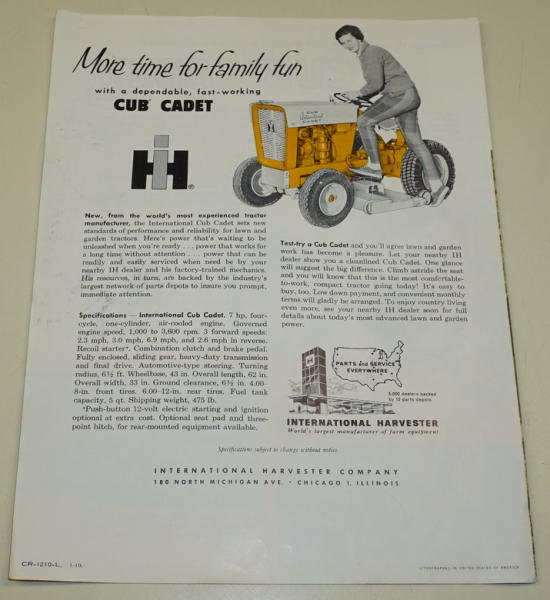 More time for family fun
with a dependable, fast-working
CUB® CADET
IH
International
CADET
IH®
New, from the world's most experienced tractor
manufacturer, the International Cub Cadet sets new
standards of performance and reliability for lawn and
garden tractors. Here's power that's waiting to be
unleashed when you're ready . . . power that works for
a long time without attention . . . power that can be
readily and easily serviced when need be by your
nearby IH dealer and his factory-trained mechanics.
His resources, in turn, are backed by the industry's
largest network of parts depots to insure you prompt,
immediate attention.
Specifications — International Cub Cadet. 7 hp, four-
cycle, one-cylinder, air-cooled engine. Governed
engine speed, 1,000 to 3,600 rpm. 3 forward speeds:
2.3 mph, 3.0 mph, 6.9 mph, and 2.6 mph in reverse.
Recoil starter*. Combination clutch and brake pedal.
Fully enclosed, sliding gear, heavy-duty transmission
and final drive. Automotive-type steering. Turning
radius, 6½ ft. Wheelbase, 43 in. Overall length, 62 in.
Overall width, 33 in. Ground clearance, 6½ in. 4.00-
8-in. front tires. 6.00-12-in. rear tires. Fuel tank
capacity, 5 qt. Shipping weight, 475 lb.
*Push-button 12-volt electric starting and ignition
optional at extra cost. Optional seat pad and three-
point hitch, for rear-mounted equipment available.
Test-try a Cub Cadet and you'll agree lawn and garden
work has become a pleasure. Let your nearby IH
dealer show you a clean-lined Cub Cadet. One glance
will suggest the big difference. Climb astride the seat
and you will know that this is the most comfortable-
to-work, compact tractor going today! It's easy to
buy, too. Low down payment, and convenient monthly
terms will gladly be arranged. To enjoy country living
even more, see your nearby IH dealer soon for full
details about today's most advanced lawn and garden
power.
PARTS and SERVICE
EVERYWHERE
5,000 dealers backed
by 12 parts depots
INTERNATIONAL HARVESTER
World's largest manufacturer of farm equipment
Specifications subject to change without notice.
INTERNATIONAL HARVESTER COMPANY
180 NORTH MICHIGAN AVE. • CHICAGO 1, ILLINOIS
CR-1210-L. 1-10.
LITHOGRAPHED IN UNITED STATES OF AMERICA